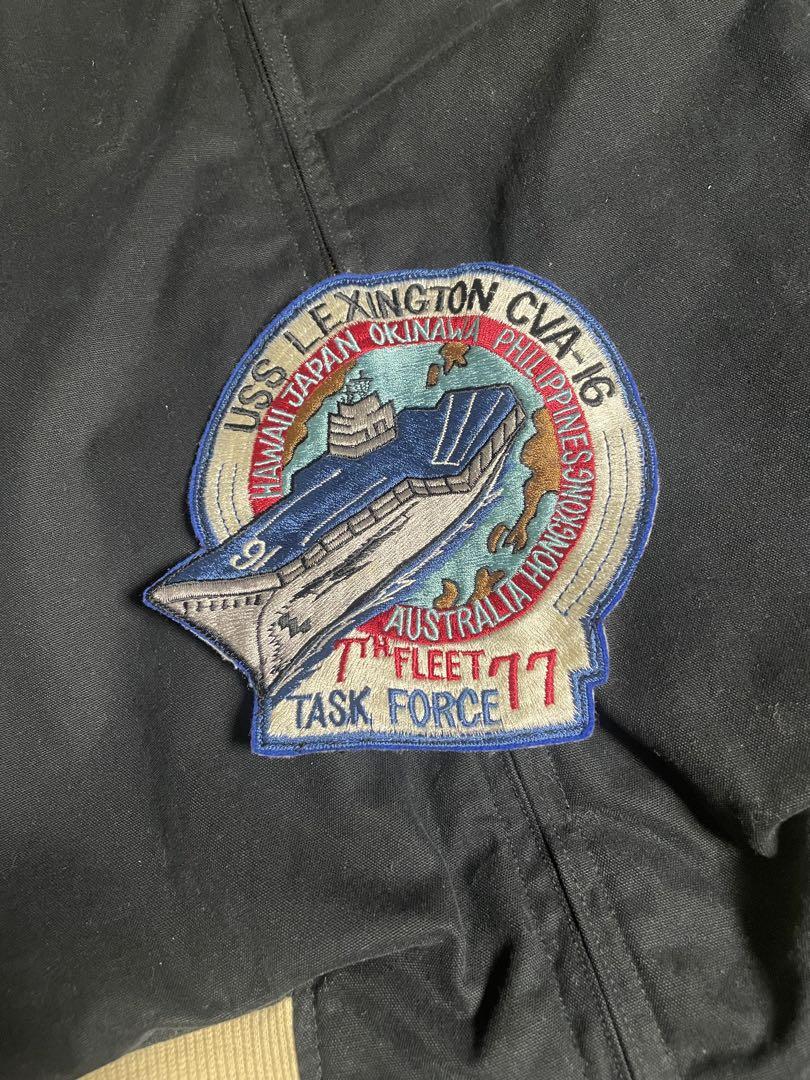 USS LEXINGTON CVA-16
HAWAII JAPAN OKINAWA PHILIPPINES HONGKONG AUSTRALIA
16
7TH FLEET 77
TASK FORCE